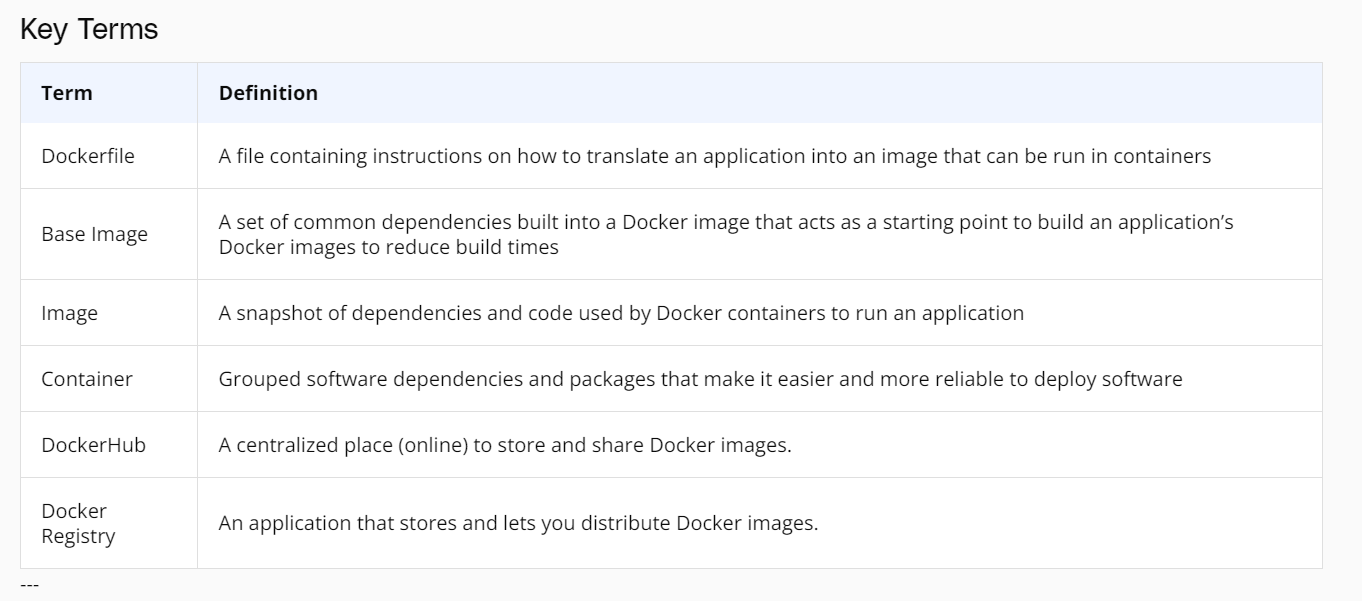 Key Terms
Term Definition
Dockerfile A file containing instructions on how to translate an application into an image that can be run in containers
Base Image A set of common dependencies built into a Docker image that acts as a starting point to build an application’s
Docker images to reduce build times
Image A snapshot of dependencies and code used by Docker containers to run an application
Container Grouped software dependencies and packages that make it easier and more reliable to deploy software
DockerHub A centralized place (online) to store and share Docker images.
Docker
Registry An application that stores and lets you distribute Docker images.
---